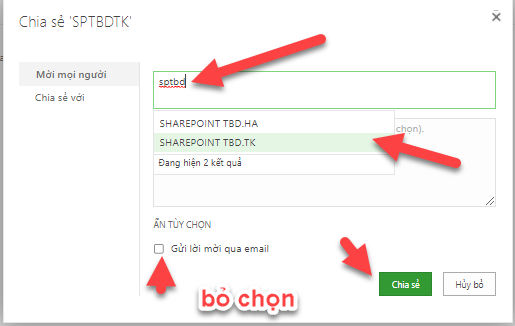 Chia sẻ 'SPTBDTK'
Mời mọi người
Chia sẻ với
sptbd
SHAREPOINT TBD.HA
SHAREPOINT TBD.TK
chọn).
Đang hiện 2 kết quả
ẨN TÙY CHỌN
Gửi lời mời qua email
Chia sẻ
Hủy bỏ
bỏ chọn